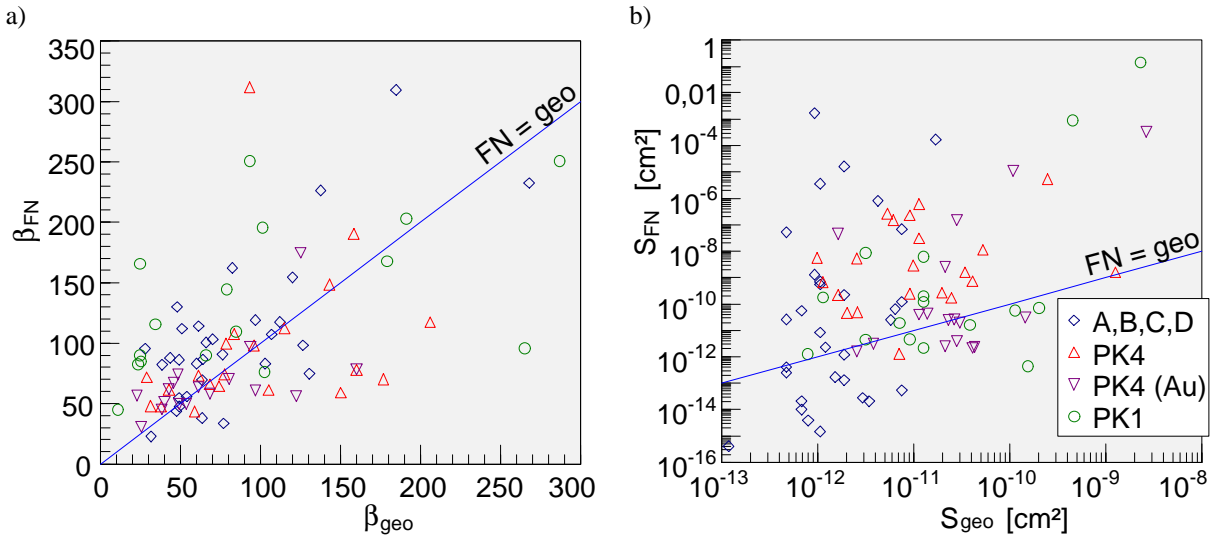 a)
350
300
250
200
150
100
50
0
β_FN
FN = geo
0 50 100 150 200 250 300
β_geo
b)
1
0,01
10⁻⁴
10⁻⁶
10⁻⁸
10⁻¹⁰
10⁻¹²
10⁻¹⁴
10⁻¹⁶
S_FN [cm²]
FN = geo
A,B,C,D
PK4
PK4 (Au)
PK1
10⁻¹³ 10⁻¹² 10⁻¹¹ 10⁻¹⁰ 10⁻⁹ 10⁻⁸
S_geo [cm²]